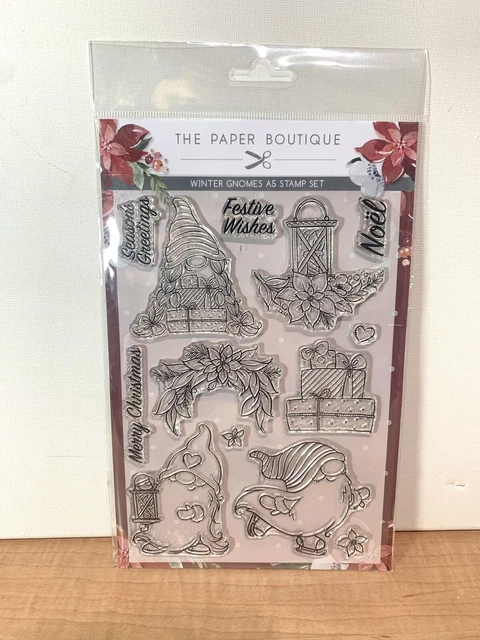 THE PAPER BOUTIQUE
WINTER GNOMES A5 STAMP SET
Seasons
Greetings
Festive
Wishes
Noël
Merry Christmas